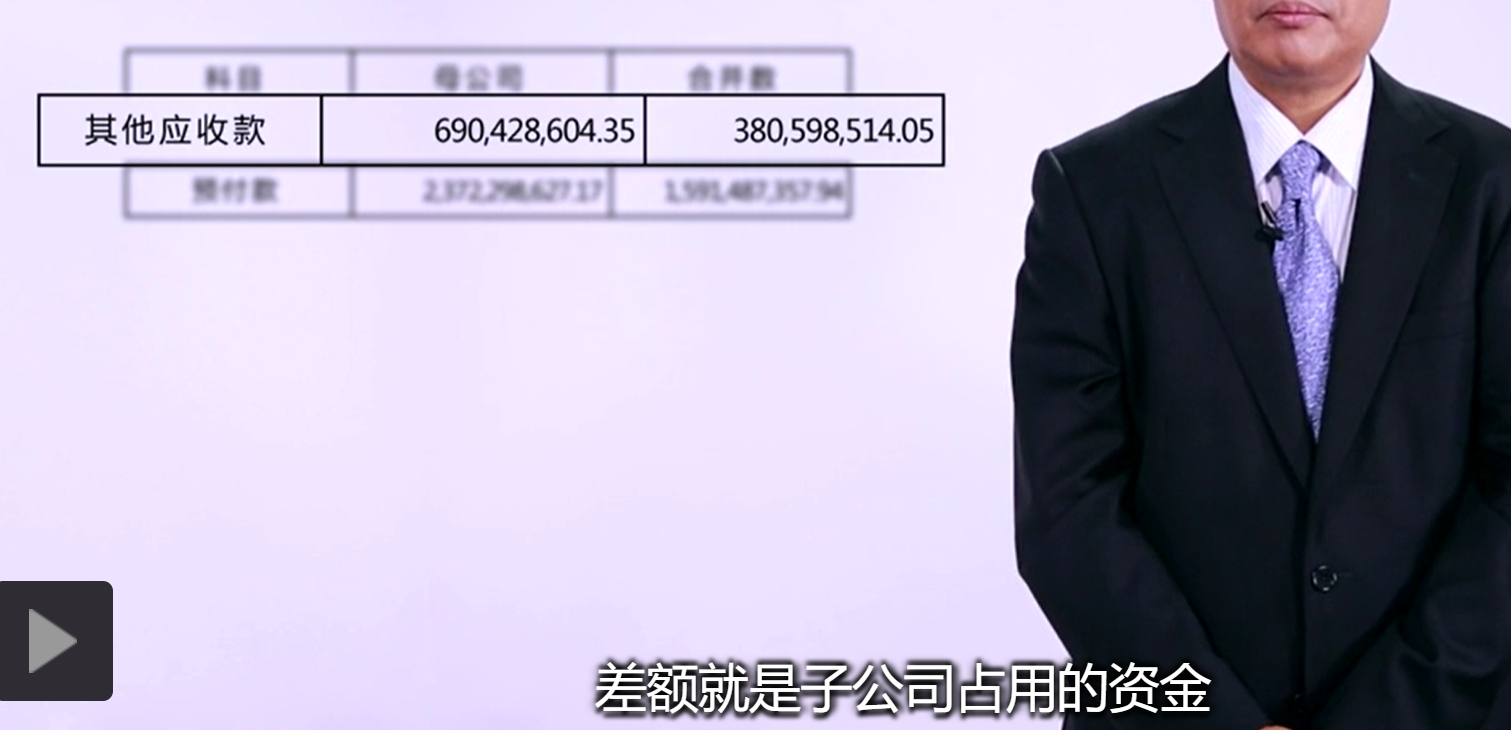 科目 母公司 合并数
其他应收款 690,428,604.35 380,598,514.05
预付款 2,372,298,627.17 1,591,487,357.94
差额就是子公司占用的资金